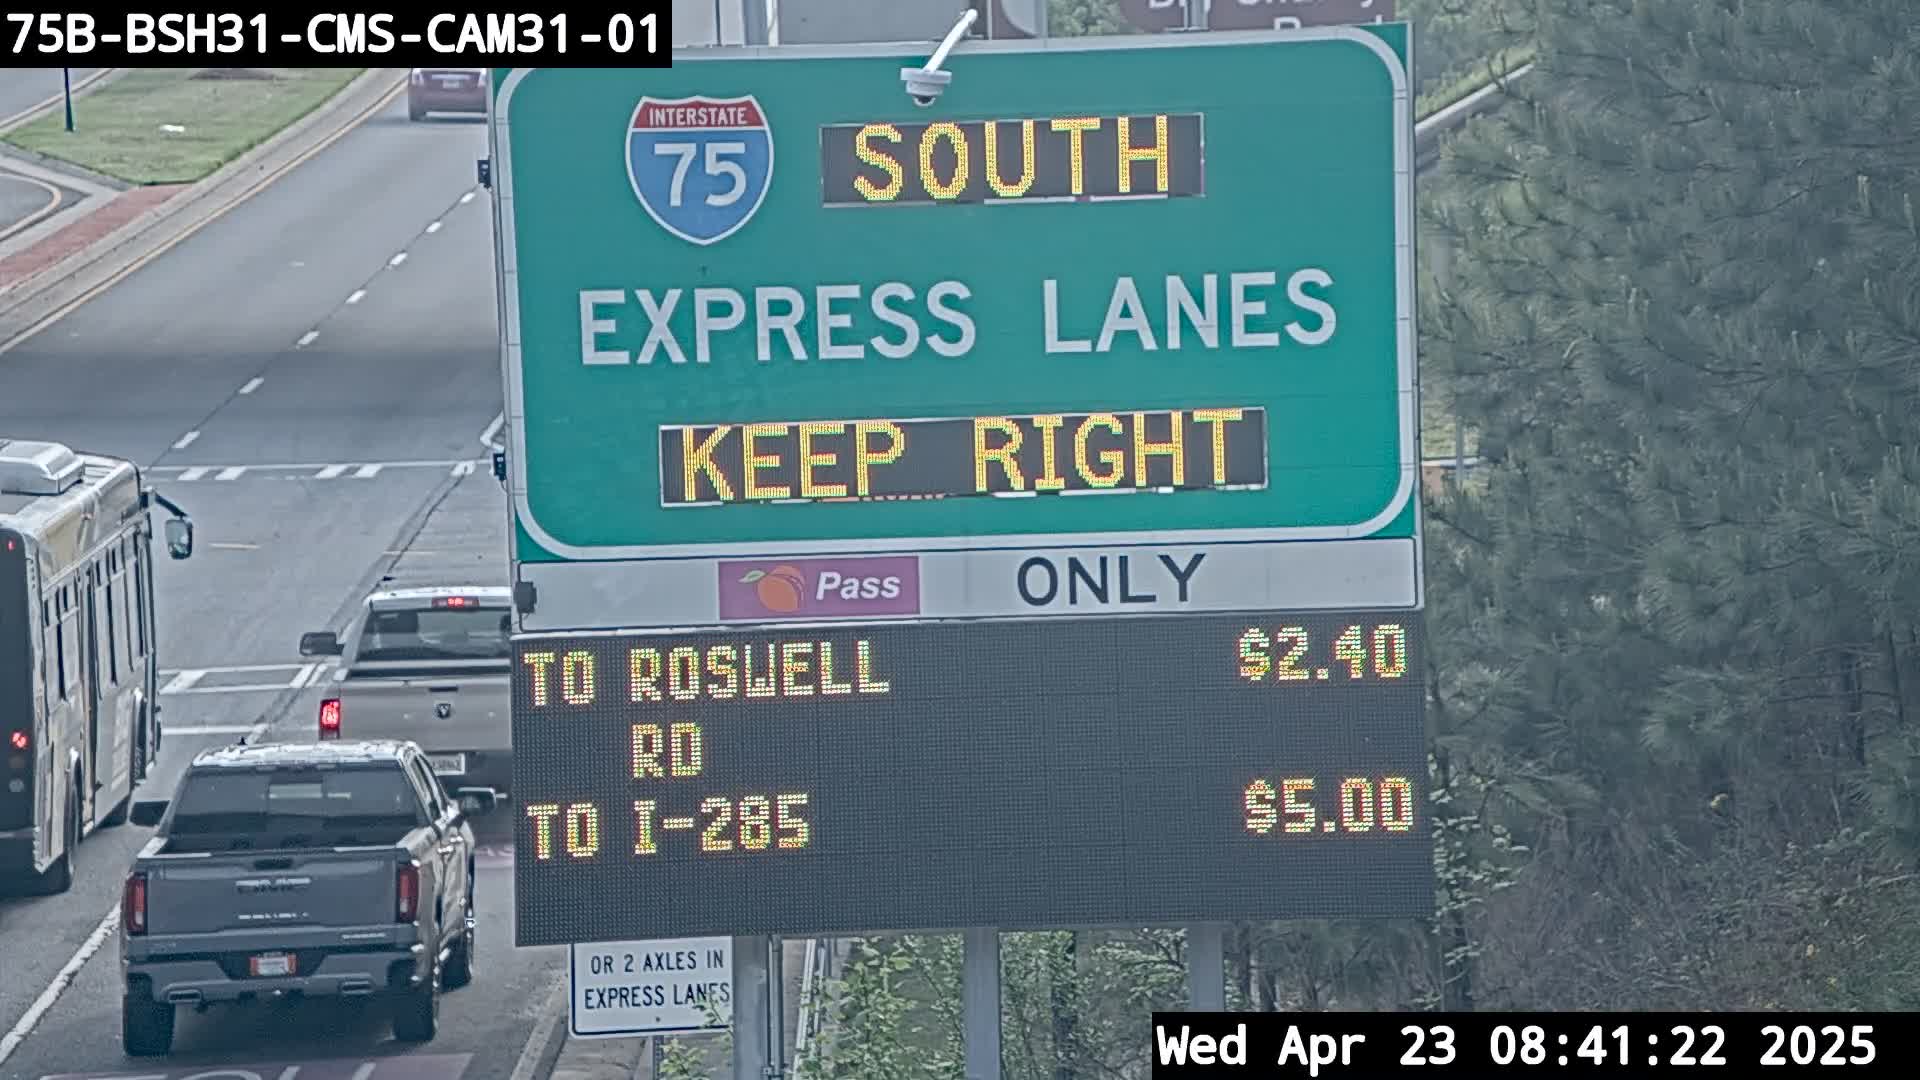 75B-BSH31-CMS-CAM31-01
INTERSTATE
75
SOUTH
EXPRESS LANES
KEEP RIGHT
Pass ONLY
TO ROSWELL $2.40
RD
TO I-285 $5.00
OR 2 AXLES IN
EXPRESS LANES
Wed Apr 23 08:41:22 2025